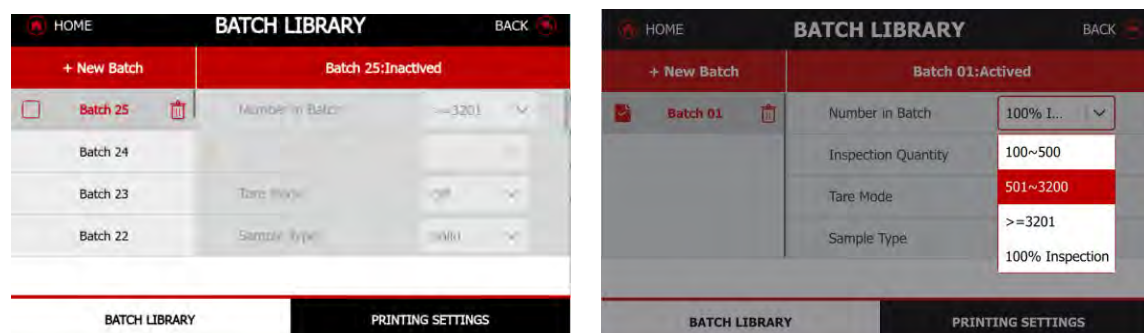 HOME BATCH LIBRARY BACK
+ New Batch Batch 25:Inactived
Batch 25 Number in Batch >=3201
Batch 24
Batch 23 Tare Mode Off
Batch 22 Sample Type Solid
BATCH LIBRARY PRINTING SETTINGS
HOME BATCH LIBRARY BACK
+ New Batch Batch 01:Actived
Batch 01 Number in Batch 100% I...
Inspection Quantity 100~500
Tare Mode 501~3200
>=3201
Sample Type
100% Inspection
BATCH LIBRARY PRINTING SETTINGS